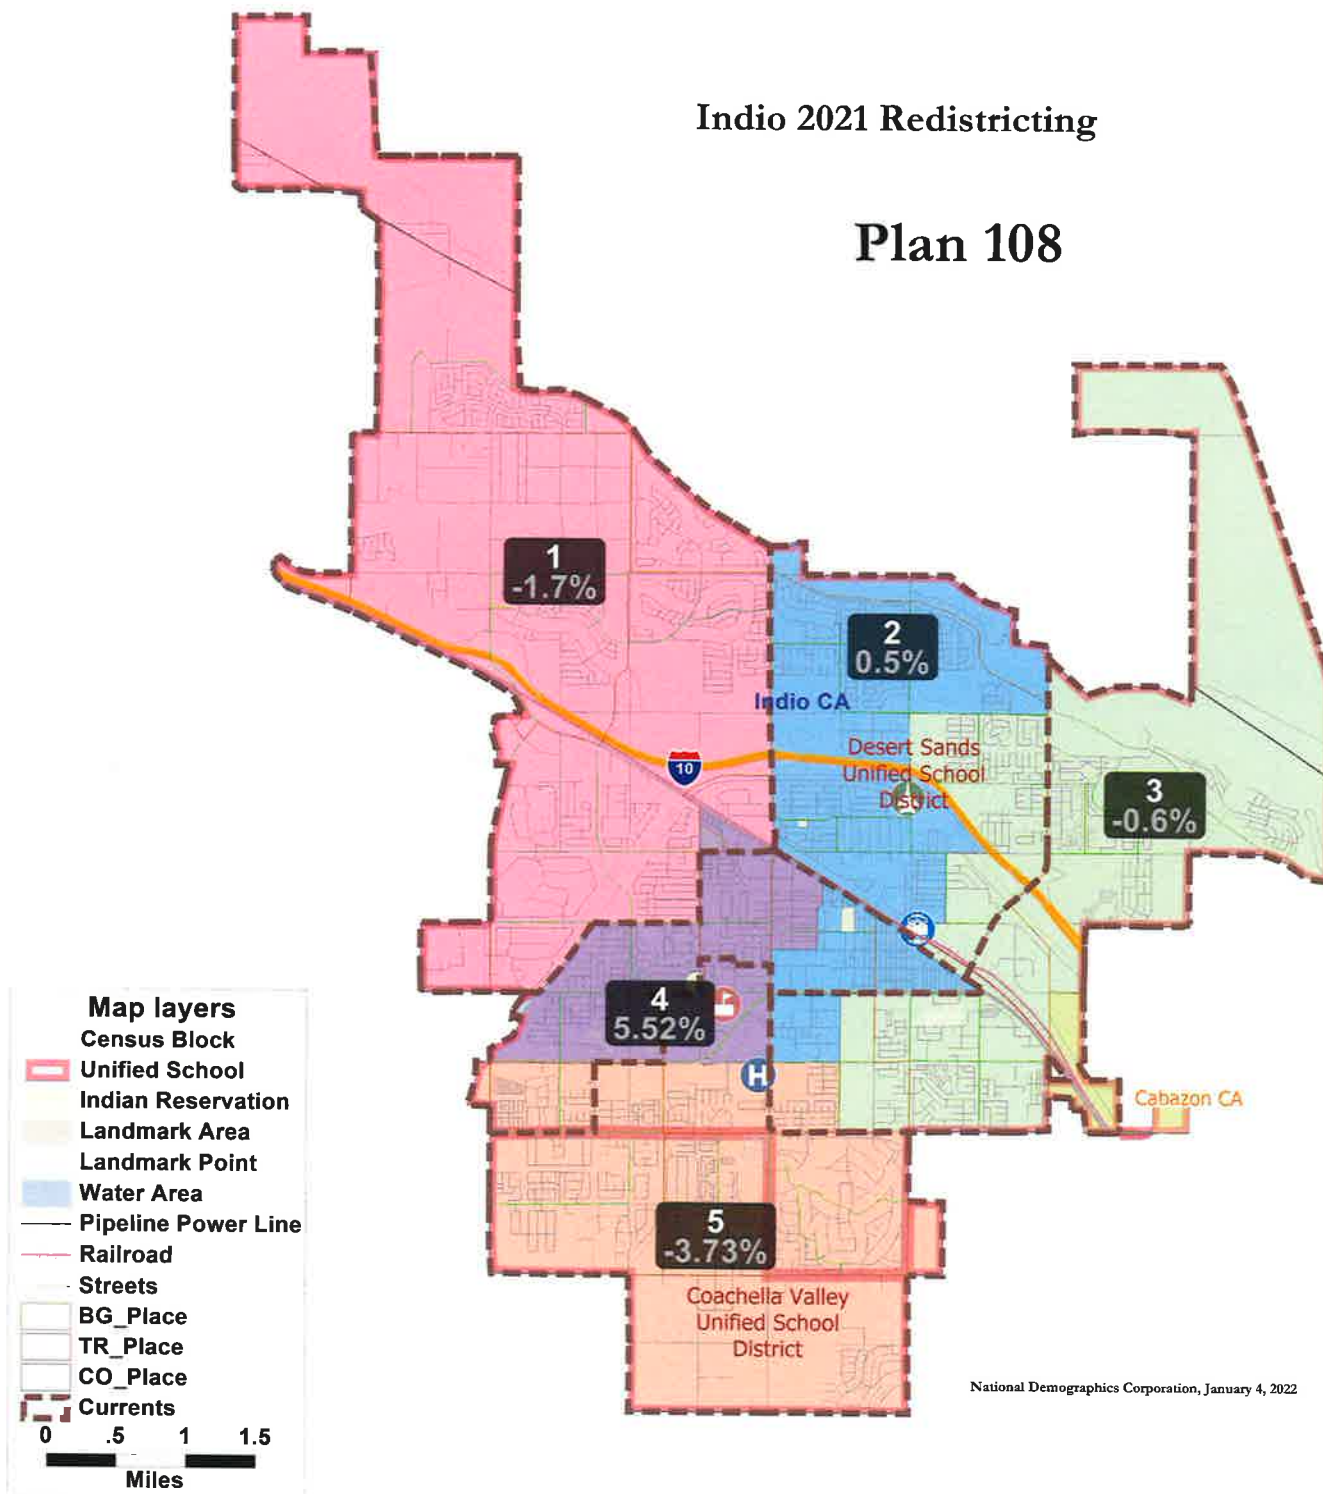 Indio 2021 Redistricting
Plan 108
1
-1.7%
2
0.5%
Indio CA
Desert Sands
Unified School
District
10
3
-0.6%
4
5.52%
H
Cabazon CA
5
-3.73%
Coachella Valley
Unified School
District
Map layers
Census Block
Unified School
Indian Reservation
Landmark Area
Landmark Point
Water Area
Pipeline Power Line
Railroad
Streets
BG_Place
TR_Place
CO_Place
Currents
0 .5 1 1.5
Miles
National Demographics Corporation, January 4, 2022